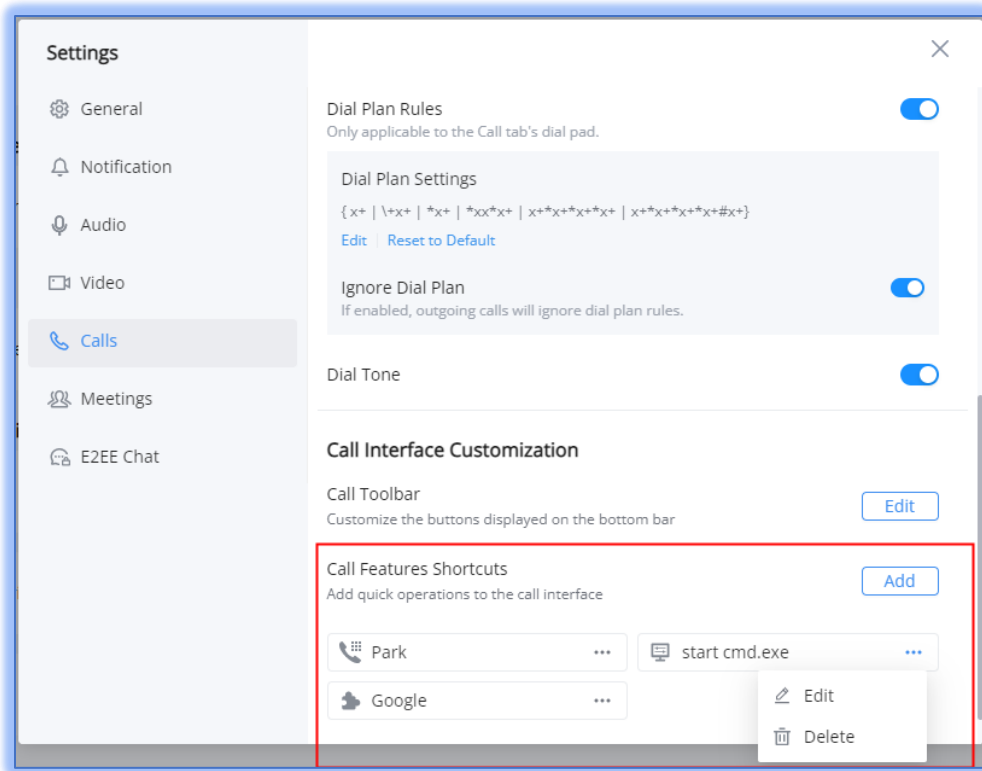 Settings
General
Notification
Audio
Video
Calls
Meetings
E2EE Chat
Dial Plan Rules
Only applicable to the Call tab's dial pad.
Dial Plan Settings
{ x+ | \+x+ | *x+ | *xx*x+ | x+*x+*x+*x+ | x+*x+*x+*x+#x+}
Edit | Reset to Default
Ignore Dial Plan
If enabled, outgoing calls will ignore dial plan rules.
Dial Tone
Call Interface Customization
Call Toolbar
Edit
Customize the buttons displayed on the bottom bar
Call Features Shortcuts
Add
Add quick operations to the call interface
Park ... start cmd.exe ...
Google ...
Edit
Delete